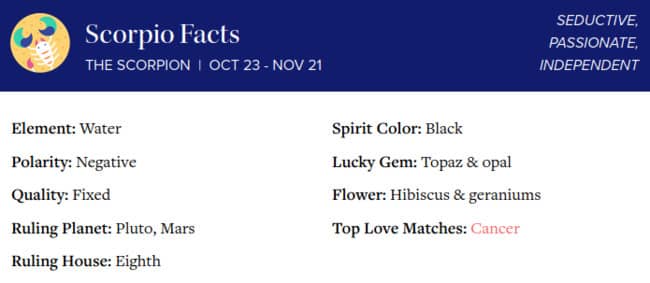 Scorpio Facts
THE SCORPION | OCT 23 - NOV 21
SEDUCTIVE,
PASSIONATE,
INDEPENDENT
Element: Water
Polarity: Negative
Quality: Fixed
Ruling Planet: Pluto, Mars
Ruling House: Eighth
Spirit Color: Black
Lucky Gem: Topaz & opal
Flower: Hibiscus & geraniums
Top Love Matches: Cancer